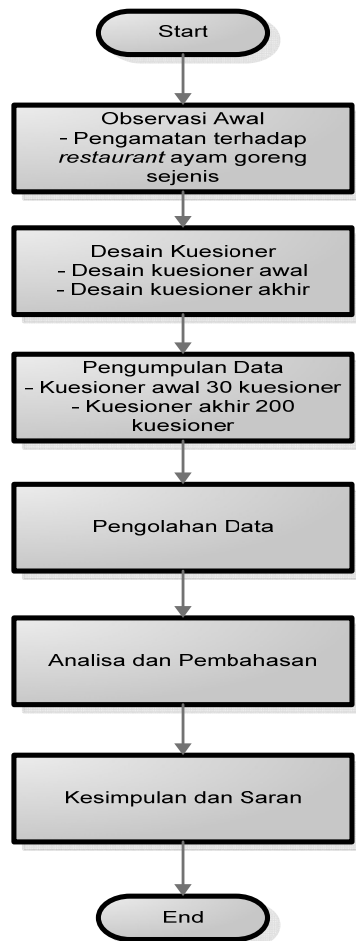 Start
Observasi Awal
- Pengamatan terhadap
restaurant ayam goreng
sejenis
Desain Kuesioner
- Desain kuesioner awal
- Desain kuesioner akhir
Pengumpulan Data
- Kuesioner awal 30 kuesioner
- Kuesioner akhir 200
kuesioner
Pengolahan Data
Analisa dan Pembahasan
Kesimpulan dan Saran
End